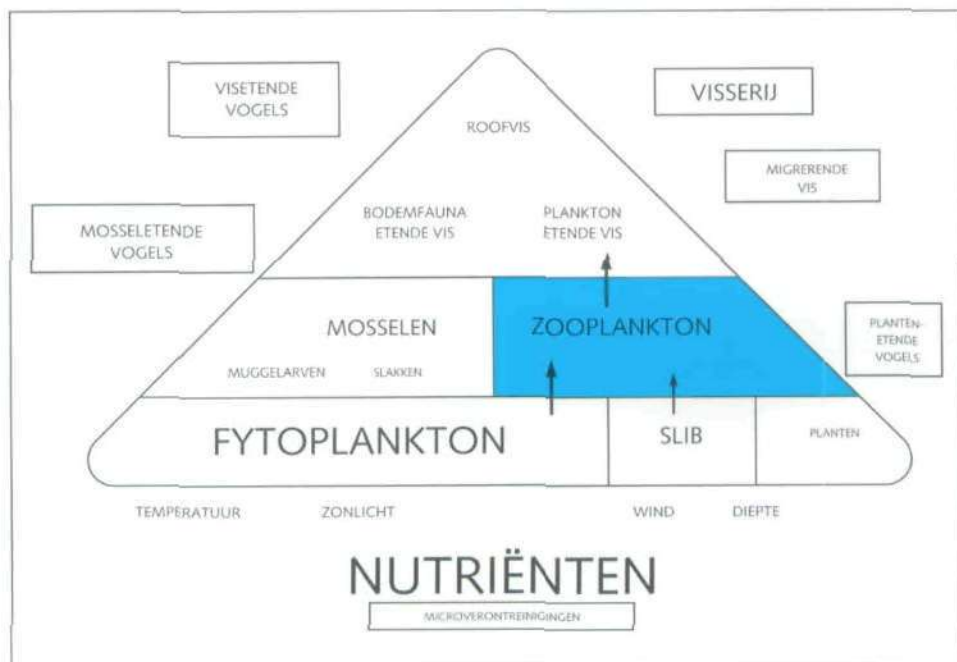 VISETENDE
VOGELS
VISSERIJ
ROOFVIS
MIGRERENDE
VIS
MOSSELETENDE
VOGELS
BODEMFAUNA
ETENDE VIS
PLANKTON
ETENDE VIS
MOSSELEN
ZOOPLANKTON
PLANTEN-
ETENDE
VOGELS
MUGGELARVEN
SLAKKEN
FYTOPLANKTON
SLIB
PLANTEN
TEMPERATUUR
ZONLICHT
WIND
DIEPTE
NUTRIËNTEN
MICROVERONTREINIGINGEN